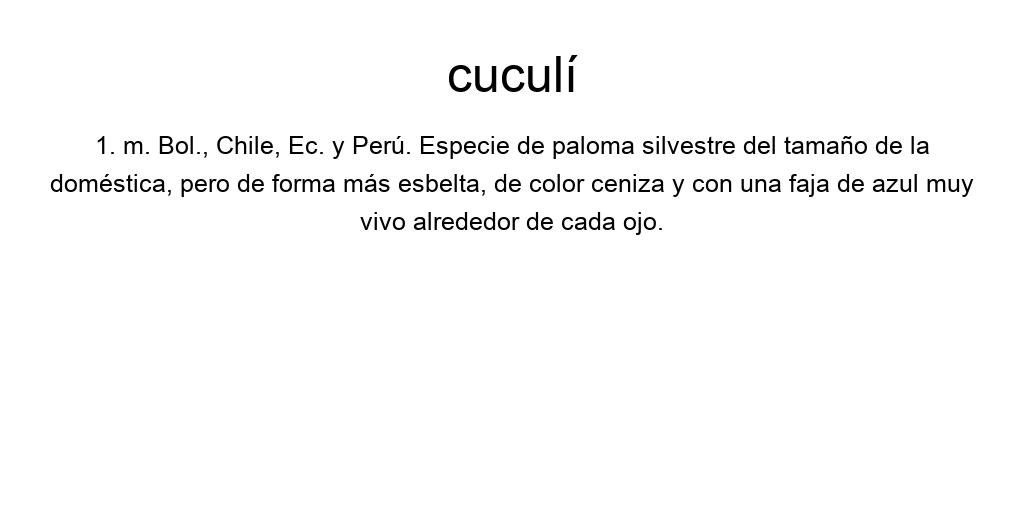 cuculí
1. m. Bol., Chile, Ec. y Perú. Especie de paloma silvestre del tamaño de la
doméstica, pero de forma más esbelta, de color ceniza y con una faja de azul muy
vivo alrededor de cada ojo.